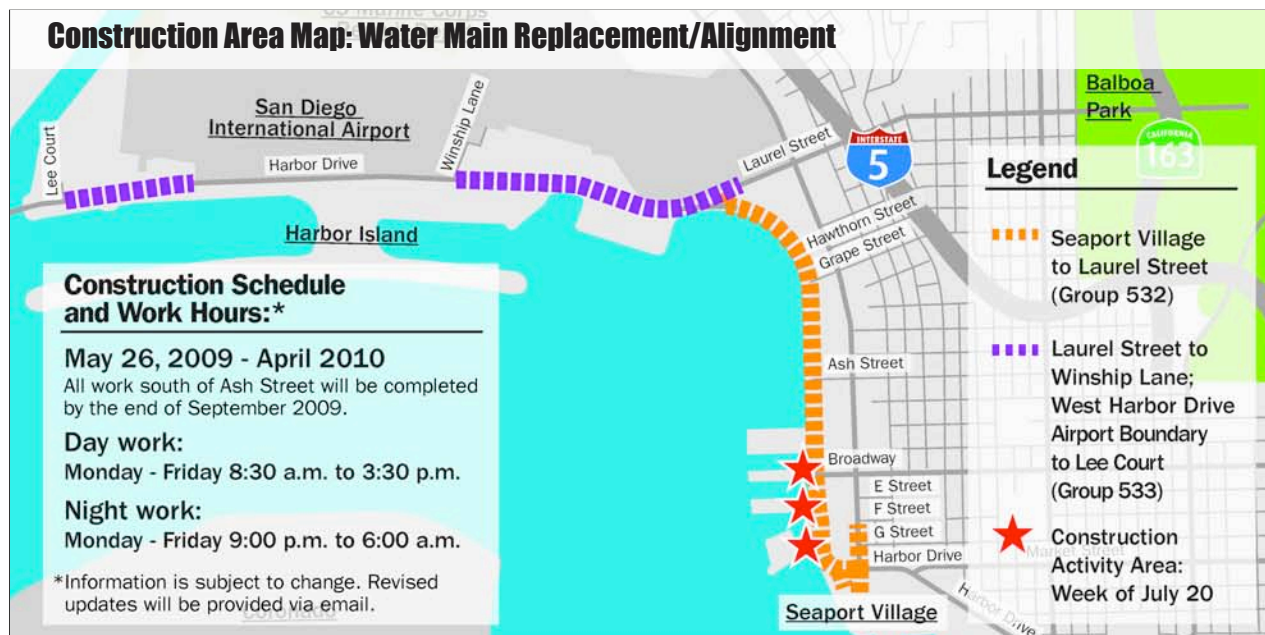 US Marine Corps
Construction Area Map: Water Main Replacement/Alignment
San Diego
International Airport
Winship Lane
Lee Court
Harbor Drive
Laurel Street
INTERSTATE
5
Balboa
Park
CALIFORNIA
163
Hawthorn Street
Grape Street
Harbor Island
Construction Schedule
and Work Hours:*
May 26, 2009 - April 2010
All work south of Ash Street will be completed
by the end of September 2009.
Day work:
Monday - Friday 8:30 a.m. to 3:30 p.m.
Night work:
Monday - Friday 9:00 p.m. to 6:00 a.m.
*Information is subject to change. Revised
updates will be provided via email.
Coronado
Ash Street
Broadway
E Street
F Street
G Street
Harbor Drive
Market Street
Harbor Drive
Seaport Village
Legend
Seaport Village
to Laurel Street
(Group 532)
Laurel Street to
Winship Lane;
West Harbor Drive
Airport Boundary
to Lee Court
(Group 533)
Construction
Activity Area:
Week of July 20